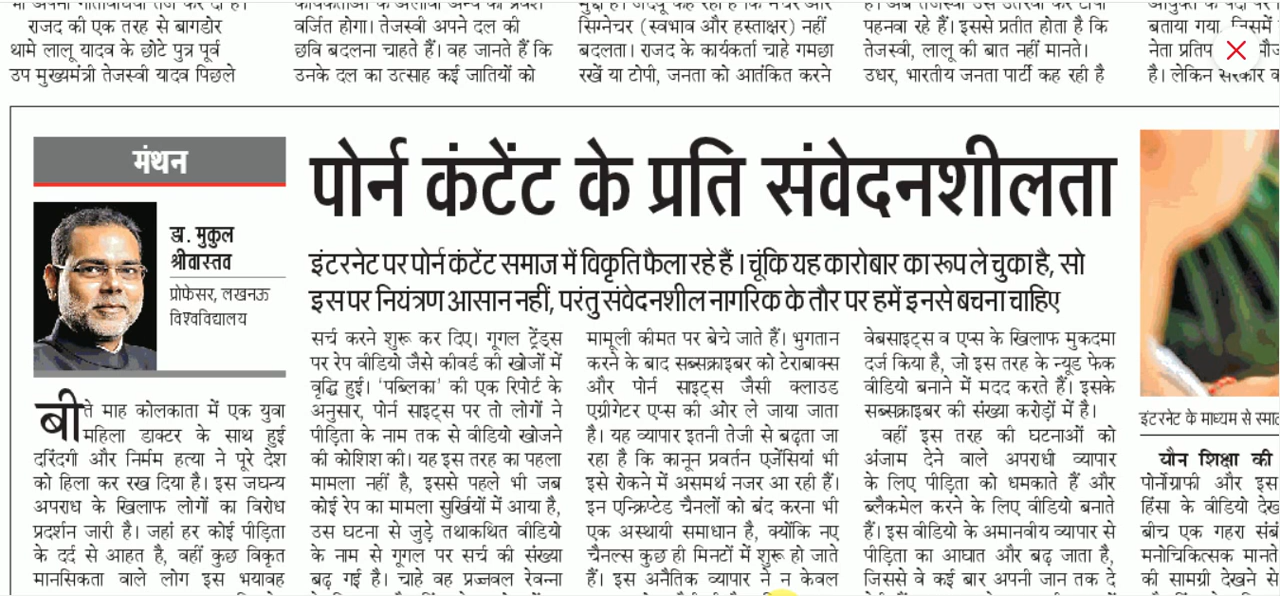 राजद की एक तरह से बागडोर
थामे लालू यादव के छोटे पुत्र पूर्व
उप मुख्यमंत्री तेजस्वी यादव पिछले
वर्जित होगा। तेजस्वी अपने दल की
छवि बदलना चाहते हैं। वह जानते हैं कि
उनके दल का उत्साह कई जातियों को
सिग्नेचर (स्वभाव और हस्ताक्षर) नहीं
बदलता। राजद के कार्यकर्ता चाहे गमछा
रखें या टोपी, जनता को आतंकित करने
पहनवा रहे हैं। इससे प्रतीत होता है कि
तेजस्वी, लालू की बात नहीं मानते।
उधर, भारतीय जनता पार्टी कह रही है
बताया गया
नेता
है। लेकिन सरकार
मंथन
डा. मुकुल
श्रीवास्तव
प्रोफेसर, लखनऊ
विश्वविद्यालय
पोर्न कंटेंट के प्रति संवेदनशीलता
इंटरनेट पर पोर्न कंटेंट समाज में विकृति फैला रहे हैं। चूंकि यह कारोबार का रूप ले चुका है, सो
इस पर नियंत्रण आसान नहीं, परंतु संवेदनशील नागरिक के तौर पर हमें इनसे बचना चाहिए
बीते माह कोलकाता में एक युवा
महिला डाक्टर के साथ हुई
दरिंदगी और निर्मम हत्या ने पूरे देश
को हिला कर रख दिया है। इस जघन्य
अपराध के खिलाफ लोगों का विरोध
प्रदर्शन जारी है। जहां हर कोई पीड़िता
के दर्द से आहत है, वहीं कुछ विकृत
मानसिकता वाले लोग इस भयावह
सर्च करने शुरू कर दिए। गूगल ट्रेंड्स
पर रेप वीडियो जैसे कीवर्ड की खोजों में
वृद्धि हुई। 'पब्लिका' की एक रिपोर्ट के
अनुसार, पोर्न साइट्स पर तो लोगों ने
पीड़िता के नाम तक से वीडियो खोजने
की कोशिश की। यह इस तरह का पहला
मामला नहीं है, इससे पहले भी जब
कोई रेप का मामला सुर्खियों में आया है,
उस घटना से जुड़े तथाकथित वीडियो
के नाम से गूगल पर सर्च की संख्या
बढ़ गई है। चाहे वह प्रज्जवल रेवन्ना
मामूली कीमत पर बेचे जाते हैं। भुगतान
करने के बाद सब्सक्राइबर को टेराबाक्स
और पोर्न साइट्स जैसी क्लाउड
एग्रीगेटर एप्स की ओर ले जाया जाता
है। यह व्यापार इतनी तेजी से बढ़ता जा
रहा है कि कानून प्रवर्तन एजेंसियां भी
इसे रोकने में असमर्थ नजर आ रही हैं।
इन एन्क्रिप्टेड चैनलों को बंद करना भी
एक अस्थायी समाधान है, क्योंकि नए
चैनल्स कुछ ही मिनटों में शुरू हो जाते
हैं। इस अनैतिक व्यापार ने न केवल
वेबसाइट्स व एप्स के खिलाफ मुकदमा
दर्ज किया है, जो इस तरह के न्यूड फेक
वीडियो बनाने में मदद करते हैं। इसके
सब्सक्राइबर की संख्या करोड़ों में है।
वहीं इस तरह की घटनाओं को
अंजाम देने वाले अपराधी व्यापार
के लिए पीड़िता को धमकाते हैं और
ब्लैकमेल करने के लिए वीडियो बनाते
हैं। इस वीडियो के अमानवीय व्यापार से
पीड़िता का आघात और बढ़ जाता है,
जिससे वे कई बार अपनी जान तक दे
इंटरनेट के माध्यम से
यौन शिक्षा की
पोर्नोग्राफी और इस
हिंसा के वीडियो
बीच एक गहरा
मनोचिकित्सक मानते
की सामग्री देखने से